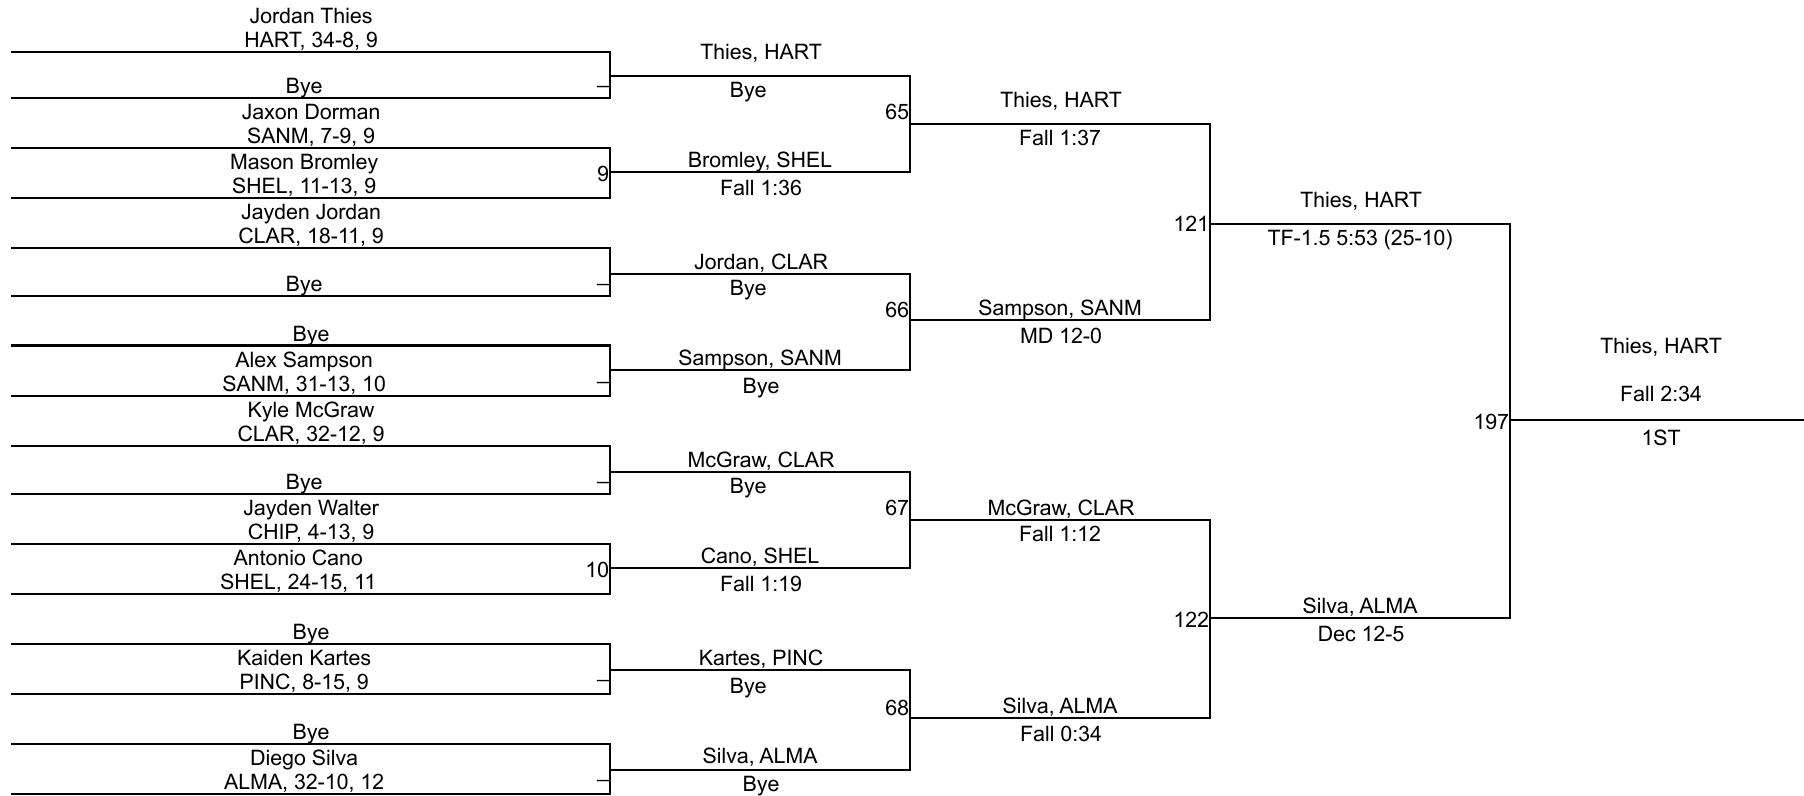 Jordan Thies
HART, 34-8, 9
Bye
Jaxon Dorman
SANM, 7-9, 9
Mason Bromley
SHEL, 11-13, 9
9
Jayden Jordan
CLAR, 18-11, 9
Bye
Bye
Alex Sampson
SANM, 31-13, 10
Kyle McGraw
CLAR, 32-12, 9
Bye
Jayden Walter
CHIP, 4-13, 9
Antonio Cano
SHEL, 24-15, 11
10
Bye
Kaiden Kartes
PINC, 8-15, 9
Bye
Diego Silva
ALMA, 32-10, 12
Thies, HART
Bye
65
Bromley, SHEL
Fall 1:36
Jordan, CLAR
Bye
66
Sampson, SANM
Bye
McGraw, CLAR
Bye
67
Cano, SHEL
Fall 1:19
Kartes, PINC
Bye
68
Silva, ALMA
Bye
Thies, HART
Fall 1:37
121
Sampson, SANM
MD 12-0
McGraw, CLAR
Fall 1:12
122
Silva, ALMA
Fall 0:34
Thies, HART
TF-1.5 5:53 (25-10)
197
Silva, ALMA
Dec 12-5
Thies, HART
Fall 2:34
1ST